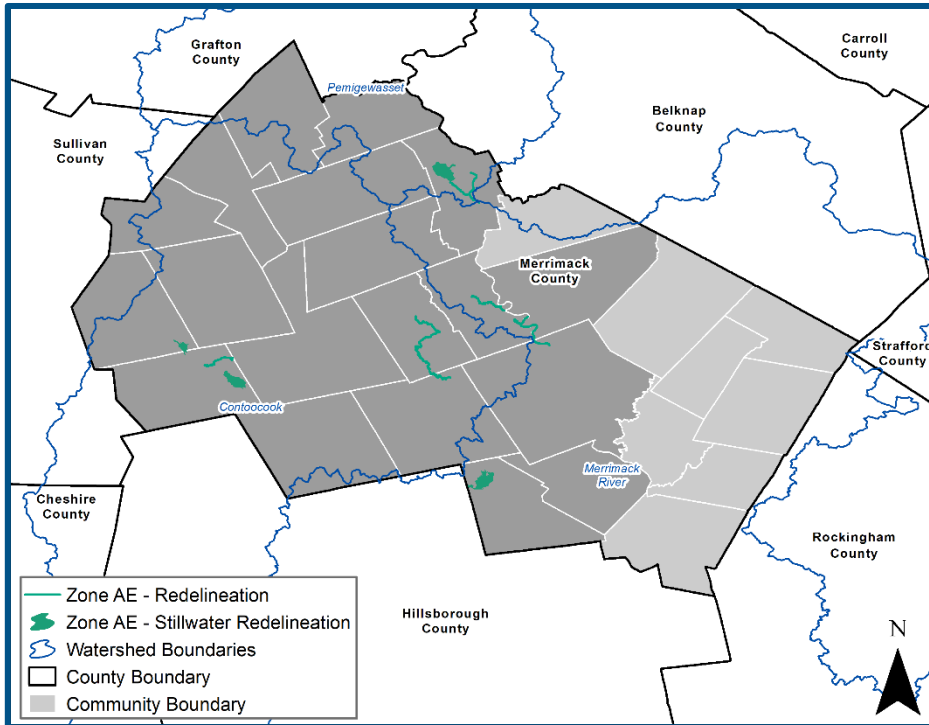 Grafton
County
Carroll
County
Pemigewasset
Belknap
County
Sullivan
County
Merrimack
County
Strafford
County
Contoocook
Merrimack
River
Cheshire
County
Rockingham
County
Hillsborough
County
Zone AE - Redelineation
Zone AE - Stillwater Redelineation
Watershed Boundaries
County Boundary
Community Boundary
N